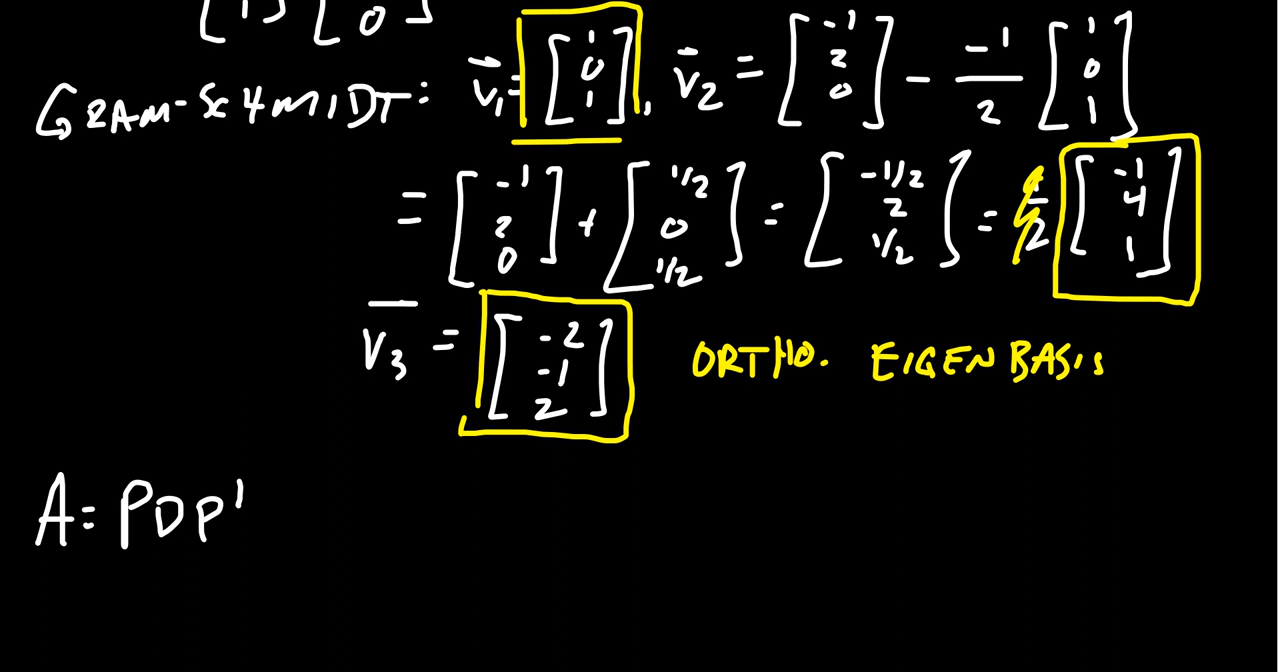 [1] [0]
GRAM-SCHMIDT: v₁ = [1 0 1], v₂ = [-1 2 0] - -1/2 [1 0 1]
= [-1 2 0] + [1/2 0 1/2] = [-1/2 2 1/2] = 1/2 [-1 4 1]
v₃ = [-2 -1 2] ORTHO. EIGENBASIS
A = PDP'